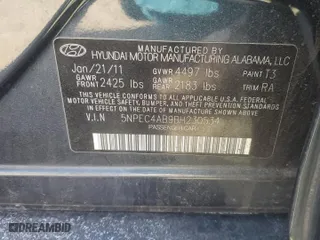 MANUFACTURED BY
HYUNDAI MOTOR MANUFACTURING ALABAMA, LLC
Jan/21/11 GVWR 4497 lbs PAINT T3
GAWR FRONT 2425 lbs GAWR REAR 2183 lbs TRIM RA
THIS VEHICLE CONFORMS TO ALL APPLICABLE FEDERAL MOTOR VEHICLE
SAFETY, BUMPER, AND THEFT PREVENTION STANDARDS IN EFFECT
ON THE DATE OF MANUFACTURE SHOWN ABOVE.
V.I.N 5NPEC4AB9BH230534
PASSENGER CAR